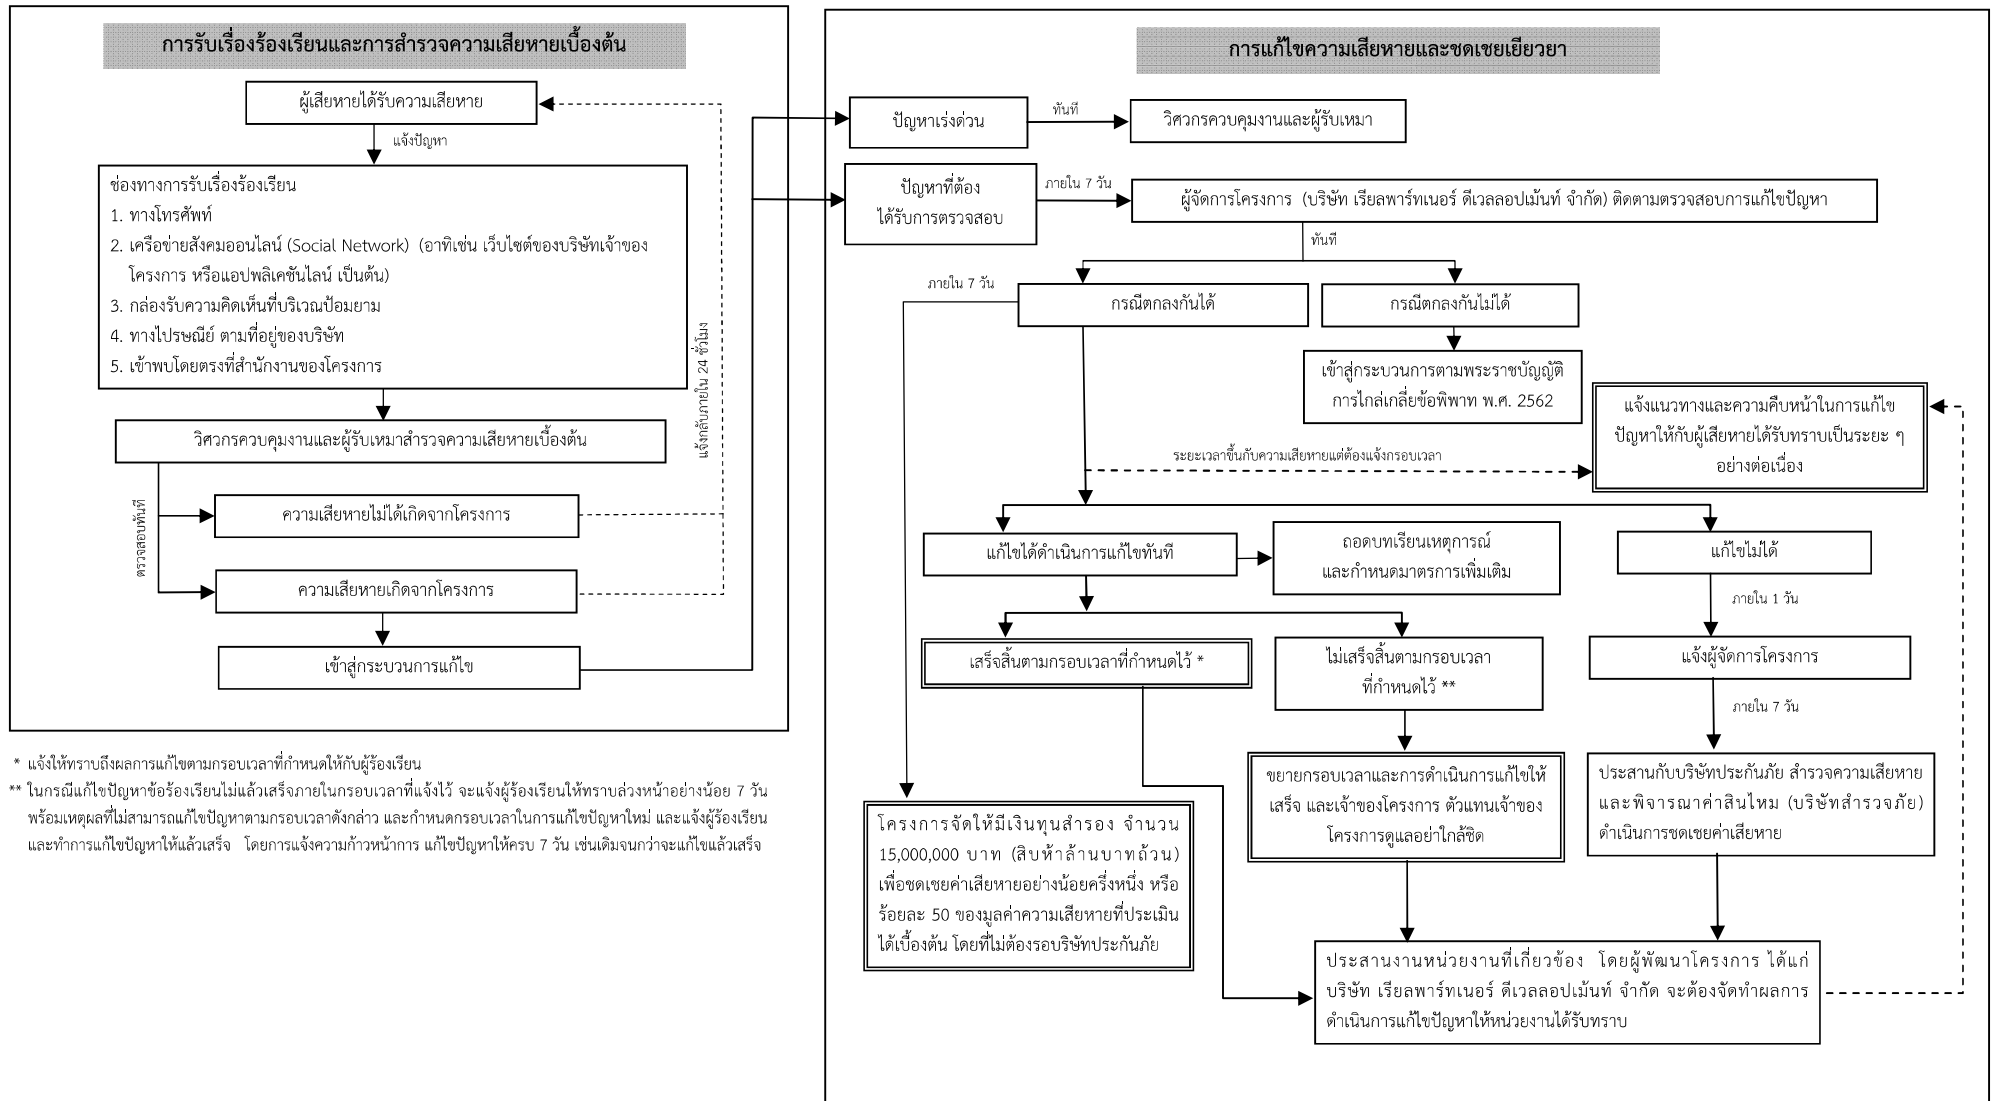 การรับเรื่องร้องเรียนและการสำรวจความเสียหายเบื้องต้น
ผู้เสียหายได้รับความเสียหาย
แจ้งปัญหา
ช่องทางการรับเรื่องร้องเรียน
1. ทางโทรศัพท์
2. เครือข่ายสังคมออนไลน์ (Social Network) (อาทิเช่น เว็บไซต์ของบริษัทเจ้าของ
โครงการ หรือแอปพลิเคชันไลน์ เป็นต้น)
3. กล่องรับความคิดเห็นที่บริเวณป้อมยาม
4. ทางไปรษณีย์ ตามที่อยู่ของบริษัท
5. เข้าพบโดยตรงที่สำนักงานของโครงการ
แจ้งกลับภายใน 24 ชั่วโมง
วิศวกรควบคุมงานและผู้รับเหมาสำรวจความเสียหายเบื้องต้น
ตรวจสอบทันที
ความเสียหายไม่ได้เกิดจากโครงการ
ความเสียหายเกิดจากโครงการ
เข้าสู่กระบวนการแก้ไข
* แจ้งให้ทราบถึงผลการแก้ไขตามกรอบเวลาที่กำหนดให้กับผู้ร้องเรียน
** ในกรณีแก้ไขปัญหาข้อร้องเรียนไม่แล้วเสร็จภายในกรอบเวลาที่แจ้งไว้ จะแจ้งผู้ร้องเรียนให้ทราบล่วงหน้าอย่างน้อย 7 วัน
พร้อมเหตุผลที่ไม่สามารถแก้ไขปัญหาตามกรอบเวลาดังกล่าว และกำหนดกรอบเวลาในการแก้ไขปัญหาใหม่ และแจ้งผู้ร้องเรียน
และทำการแก้ไขปัญหาให้แล้วเสร็จ โดยการแจ้งความก้าวหน้าการ แก้ไขปัญหาให้ครบ 7 วัน เช่นเดิมจนกว่าจะแก้ไขแล้วเสร็จ
การแก้ไขความเสียหายและชดเชยเยียวยา
ปัญหาเร่งด่วน
ทันที
วิศวกรควบคุมงานและผู้รับเหมา
ปัญหาที่ต้อง
ได้รับการตรวจสอบ
ภายใน 7 วัน
ผู้จัดการโครงการ (บริษัท เรียลพาร์ทเนอร์ ดีเวลลอปเม้นท์ จำกัด) ติดตามตรวจสอบการแก้ไขปัญหา
ทันที
ภายใน 7 วัน
กรณีตกลงกันได้
กรณีตกลงกันไม่ได้
เข้าสู่กระบวนการตามพระราชบัญญัติ
การไกล่เกลี่ยข้อพิพาท พ.ศ. 2562
แจ้งแนวทางและความคืบหน้าในการแก้ไข
ปัญหาให้กับผู้เสียหายได้รับทราบเป็นระยะ ๆ
อย่างต่อเนื่อง
ระยะเวลาขึ้นกับความเสียหายแต่ต้องแจ้งกรอบเวลา
แก้ไขได้ดำเนินการแก้ไขทันที
ถอดบทเรียนเหตุการณ์
และกำหนดมาตรการเพิ่มเติม
แก้ไขไม่ได้
ภายใน 1 วัน
เสร็จสิ้นตามกรอบเวลาที่กำหนดไว้ *
ไม่เสร็จสิ้นตามกรอบเวลา
ที่กำหนดไว้ **
แจ้งผู้จัดการโครงการ
ภายใน 7 วัน
ขยายกรอบเวลาและการดำเนินการแก้ไขให้
เสร็จ และเจ้าของโครงการ ตัวแทนเจ้าของ
โครงการดูแลอย่าใกล้ชิด
ประสานกับบริษัทประกันภัย สำรวจความเสียหาย
และพิจารณาค่าสินไหม (บริษัทสำรวจภัย)
ดำเนินการชดเชยค่าเสียหาย
โครงการจัดให้มีเงินทุนสำรอง จำนวน
15,000,000 บาท (สิบห้าล้านบาทถ้วน)
เพื่อชดเชยค่าเสียหายอย่างน้อยครึ่งหนึ่ง หรือ
ร้อยละ 50 ของมูลค่าความเสียหายที่ประเมิน
ได้เบื้องต้น โดยที่ไม่ต้องรอบริษัทประกันภัย
ประสานงานหน่วยงานที่เกี่ยวข้อง โดยผู้พัฒนาโครงการ ได้แก่
บริษัท เรียลพาร์ทเนอร์ ดีเวลลอปเม้นท์ จำกัด จะต้องจัดทำผลการ
ดำเนินการแก้ไขปัญหาให้หน่วยงานได้รับทราบ